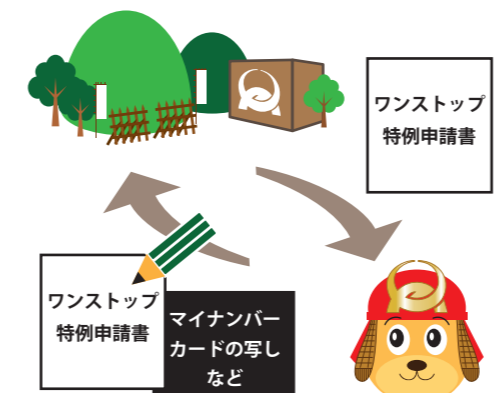 ワンストップ
特例申請書
ワンストップ
特例申請書
マイナンバー
カードの写し
など